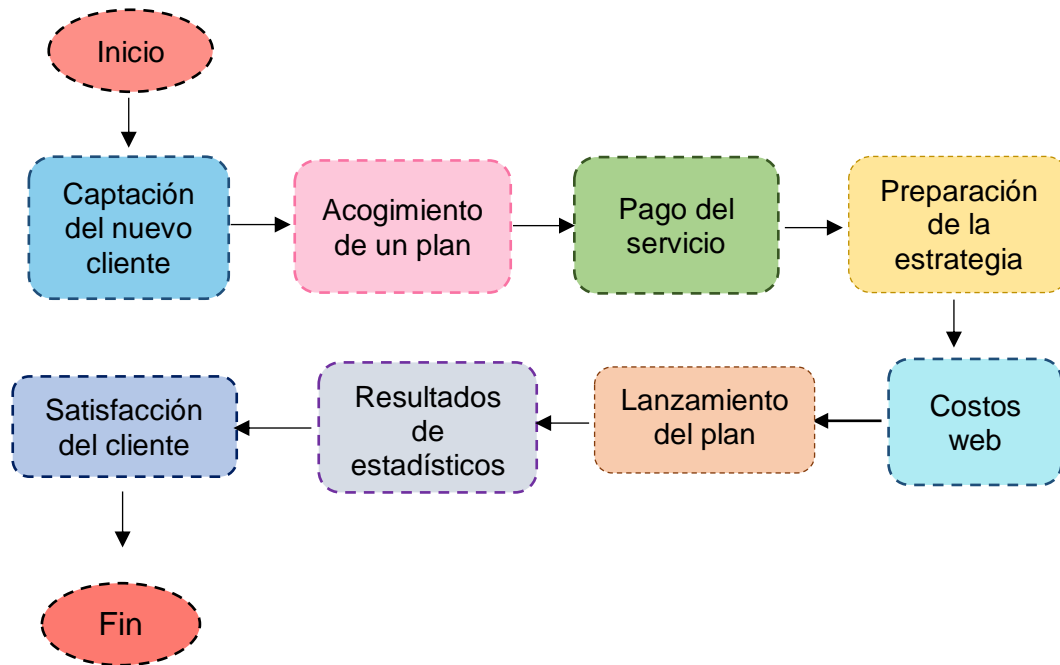 Inicio
Captación
del nuevo
cliente
Acogimiento
de un plan
Pago del
servicio
Preparación
de la
estrategia
Costos
web
Lanzamiento
del plan
Resultados
de
estadísticos
Satisfacción
del cliente
Fin